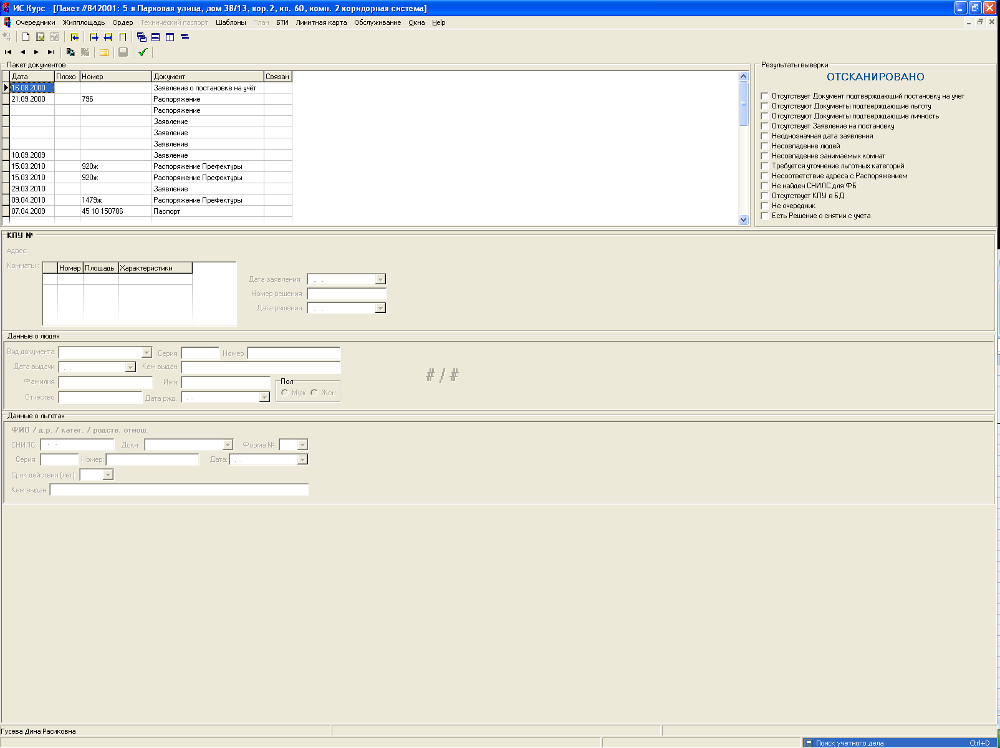 ИС Курс - [Пакет #842001: 5-я Парковая улица, дом 38/13, кор.2, кв. 60, комн. 2 коридорная система]
Очередники Жилплощадь Ордер Технический паспорт Шаблоны План БТИ Лимитная карта Обслуживание Окна Help
Пакет документов
Дата Плохо Номер Документ Связан
16.08.2000 Заявление о постановке на учёт
21.09.2000 796 Распоряжение
Распоряжение
Заявление
Заявление
Заявление
10.09.2009 Заявление
15.03.2010 920ж Распоряжение Префектуры
15.03.2010 920ж Распоряжение Префектуры
29.03.2010 Заявление
09.04.2010 1479ж Распоряжение Префектуры
07.04.2009 45 10 150786 Паспорт
Результаты выверки
ОТСКАНИРОВАНО
Отсутствует Документ подтверждающий постановку на учет
Отсутствуют Документы подтверждающие льготу
Отсутствуют Документы подтверждающие личность
Отсутствует Заявление на постановку
Неоднозначная дата заявления
Несовпадение людей
Несовпадение занимаемых комнат
Требуется уточнение льготных категорий
Несоответствие адреса с Распоряжением
Не найден СНИЛС для ФБ
Отсутствует КПУ в БД
Не очередник
Есть Решение о снятии с учета
КПУ №
Адрес:
Комнаты :
Номер Площадь Характеристики
Дата заявления: . .
Номер решения
Дата решения . .
Данные о людях
Вид документа Серия Номер
Дата выдачи . . Кем выдан
Фамилия Имя
Отчество Дата ржд. . .
Пол
Муж Жен
# / #
Данные о льготах
ФИО / д.р. / катег. / родств. отнош.
СНИЛС: - - Док-т: Форма №:
Серия: Номер: Дата: . .
Срок действия (лет):
Кем выдан
Гусева Дина Расиковна
Поиск учетного дела Ctrl+D